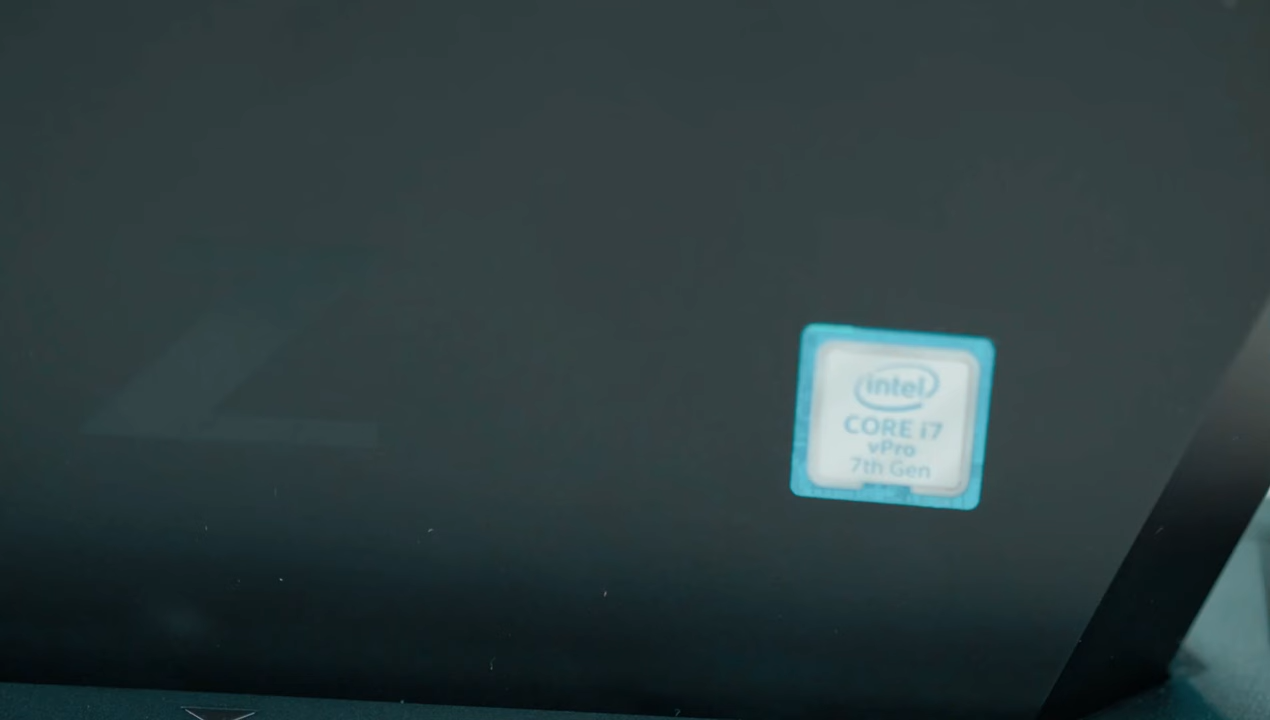 Z
intel
CORE i7
vPro
7th Gen